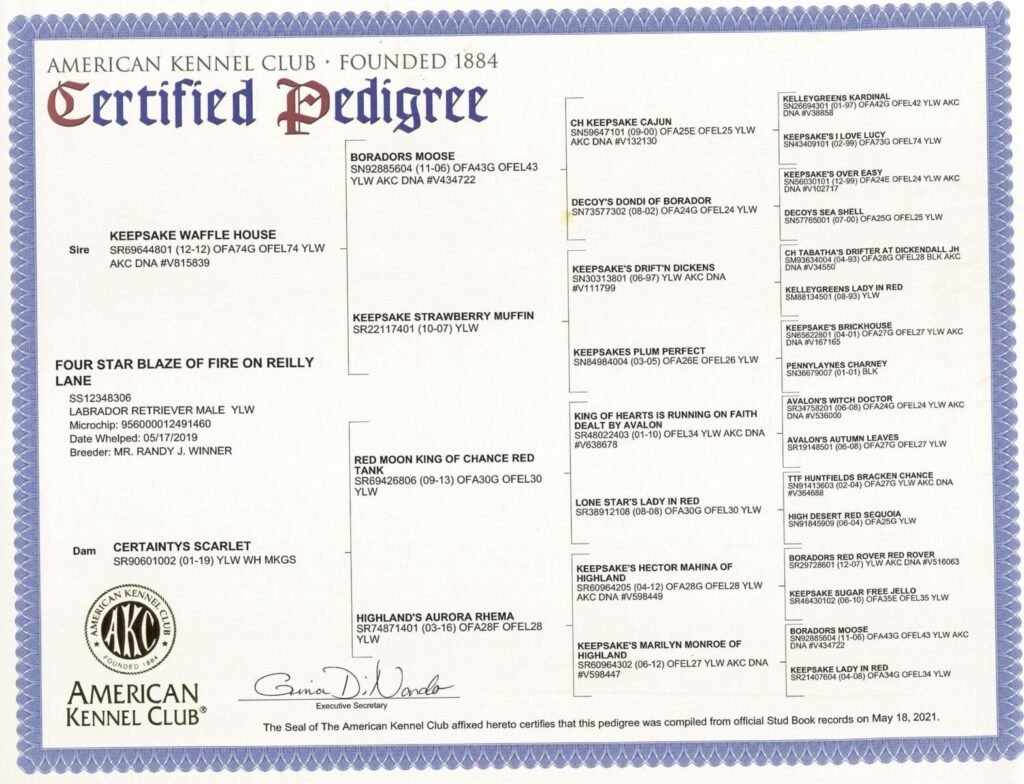 AMERICAN KENNEL CLUB · FOUNDED 1884
Certified Pedigree
Sire
KEEPSAKE WAFFLE HOUSE
SR69644801 (12-12) OFA74G OFEL74 YLW
AKC DNA #V815839
FOUR STAR BLAZE OF FIRE ON REILLY
LANE
SS12348306
LABRADOR RETRIEVER MALE YLW
Microchip: 956000012491460
Date Whelped: 05/17/2019
Breeder: MR. RANDY J. WINNER
Dam
CERTAINTYS SCARLET
SR90601002 (01-19) YLW WH MKGS
BORADORS MOOSE
SN92885604 (11-06) OFA43G OFEL43
YLW AKC DNA #V434722
KEEPSAKE STRAWBERRY MUFFIN
SR22117401 (10-07) YLW
RED MOON KING OF CHANCE RED
TANK
SR69426806 (09-13) OFA30G OFEL30
YLW
HIGHLAND'S AURORA RHEMA
SR74871401 (03-16) OFA28F OFEL28
YLW
CH KEEPSAKE CAJUN
SN59647101 (09-00) OFA25E OFEL25 YLW
AKC DNA #V132130
DECOY'S DONDI OF BORADOR
SN73577302 (08-02) OFA24G OFEL24 YLW
KEEPSAKE'S DRIFT'N DICKENS
SN30313801 (06-97) YLW AKC DNA
#V111799
KEEPSAKES PLUM PERFECT
SN84984004 (03-05) OFA26E OFEL26 YLW
KING OF HEARTS IS RUNNING ON FAITH
DEALT BY AVALON
SR48022403 (01-10) OFEL34 YLW AKC DNA
#V638678
LONE STAR'S LADY IN RED
SR38912108 (08-08) OFA30G OFEL30 YLW
KEEPSAKE'S HECTOR MAHINA OF
HIGHLAND
SR60964205 (04-12) OFA28G OFEL28 YLW
AKC DNA #V598449
KEEPSAKE'S MARILYN MONROE OF
HIGHLAND
SR60964302 (06-12) OFEL27 YLW AKC DNA
#V598447
KELLEYGREENS KARDINAL
SN26694301 (01-97) OFA42G OFEL42 YLW AKC
DNA #V38858
KEEPSAKE'S I LOVE LUCY
SN43409101 (02-99) OFA73G OFEL74 YLW
KEEPSAKE'S OVER EASY
SN56030101 (12-99) OFA24E OFEL24 YLW AKC
DNA #V102717
DECOYS SEA SHELL
SN57765001 (07-00) OFA25G OFEL25 YLW
CH TABATHA'S DRIFTER AT DICKENDALL JH
SM93634004 (04-93) OFA28G OFEL28 BLK AKC
DNA #V34550
KELLEYGREENS LADY IN RED
SM88134501 (08-93) YLW
KEEPSAKE'S BRICKHOUSE
SN65622801 (04-01) OFA27G OFEL27 YLW AKC
DNA #V167165
PENNYLAYNES CHARNEY
SN36679007 (01-01) BLK
AVALON'S WITCH DOCTOR
SR34758201 (06-08) OFA24G OFEL24 YLW AKC
DNA #V536000
AVALON'S AUTUMN LEAVES
SR19148501 (06-08) OFA27G OFEL27 YLW
TTF HUNTFIELDS BRACKEN CHANCE
SN91413603 (02-04) OFA27G YLW AKC DNA
#V364688
HIGH DESERT RED SEQUOIA
SN91845909 (06-04) OFA25G YLW
BORADORS RED ROVER RED ROVER
SR29728601 (12-07) YLW AKC DNA #V516063
KEEPSAKE SUGAR FREE JELLO
SR46430102 (06-10) OFA35E OFEL35 YLW
BORADORS MOOSE
SN92885604 (11-06) OFA43G OFEL43 YLW AKC
DNA #V434722
KEEPSAKE LADY IN RED
SR21407604 (04-08) OFA34G OFEL34 YLW
AMERICAN KENNEL CLUB
AKC
FOUNDED 1884
AMERICAN
KENNEL CLUB®
Gina DiNardo
Executive Secretary
The Seal of The American Kennel Club affixed hereto certifies that this pedigree was compiled from official Stud Book records on May 18, 2021.